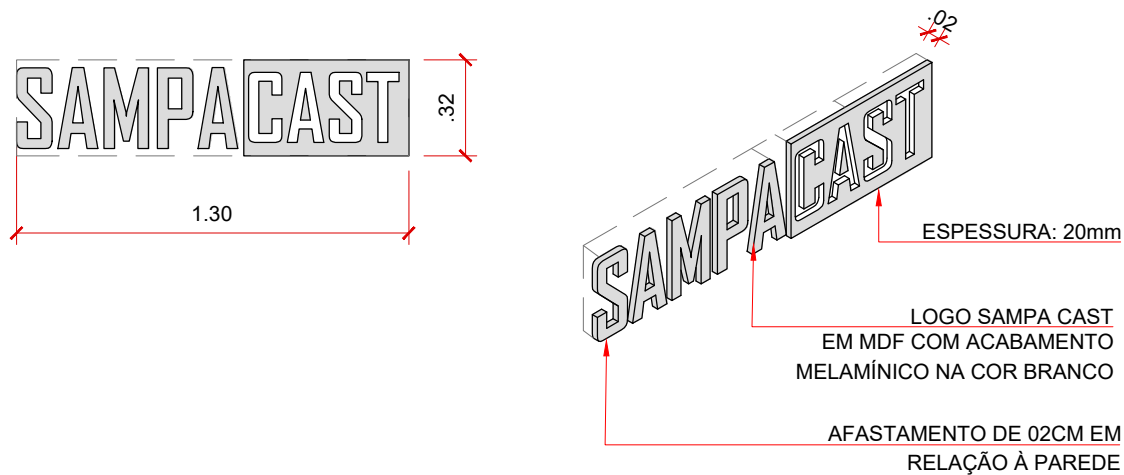 SAMPACAST
.32
1.30
.02
SAMPACAST
ESPESSURA: 20mm
LOGO SAMPA CAST
EM MDF COM ACABAMENTO
MELAMÍNICO NA COR BRANCO
AFASTAMENTO DE 02CM EM
RELAÇÃO À PAREDE